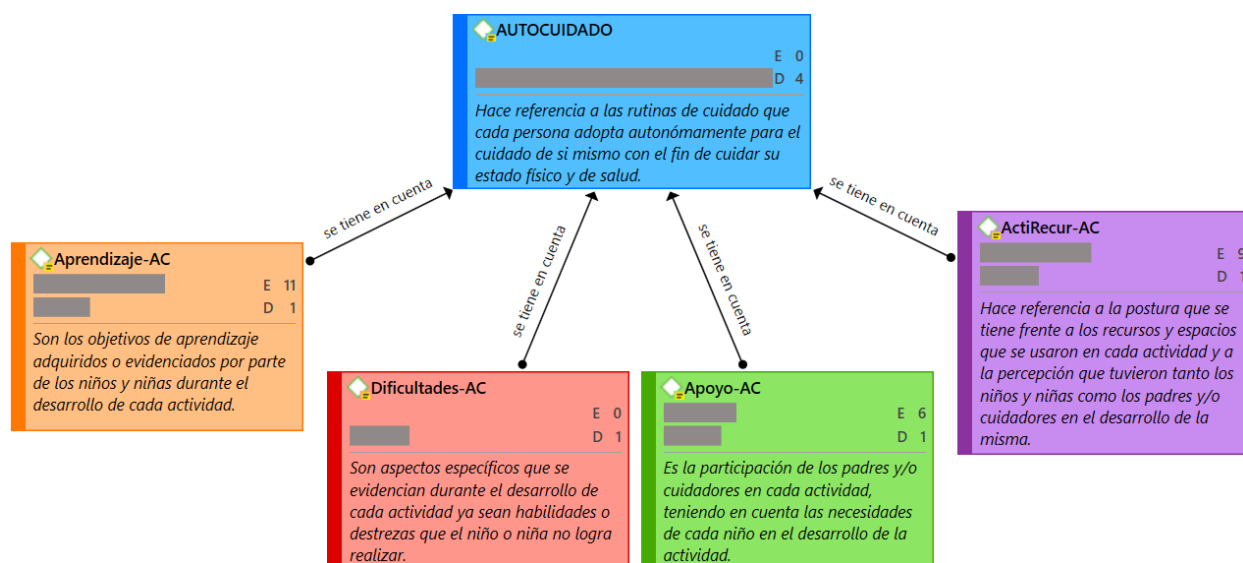 AUTOCUIDADO
E 0
D 4
Hace referencia a las rutinas de cuidado que
cada persona adopta autonómamente para el
cuidado de si mismo con el fin de cuidar su
estado físico y de salud.
se tiene en cuenta
se tiene en cuenta
se tiene en cuenta
se tiene en cuenta
Aprendizaje-AC
E 11
D 1
Son los objetivos de aprendizaje
adquiridos o evidenciados por parte
de los niños y niñas durante el
desarrollo de cada actividad.
Dificultades-AC
E 0
D 1
Son aspectos específicos que se
evidencian durante el desarrollo de
cada actividad ya sean habilidades o
destrezas que el niño o niña no logra
realizar.
Apoyo-AC
E 6
D 1
Es la participación de los padres y/o
cuidadores en cada actividad,
teniendo en cuenta las necesidades
de cada niño en el desarrollo de la
actividad.
ActiRecur-AC
E 9
D 1
Hace referencia a la postura que se
tiene frente a los recursos y espacios
que se usaron en cada actividad y a
la percepción que tuvieron tanto los
niños y niñas como los padres y/o
cuidadores en el desarrollo de la
misma.